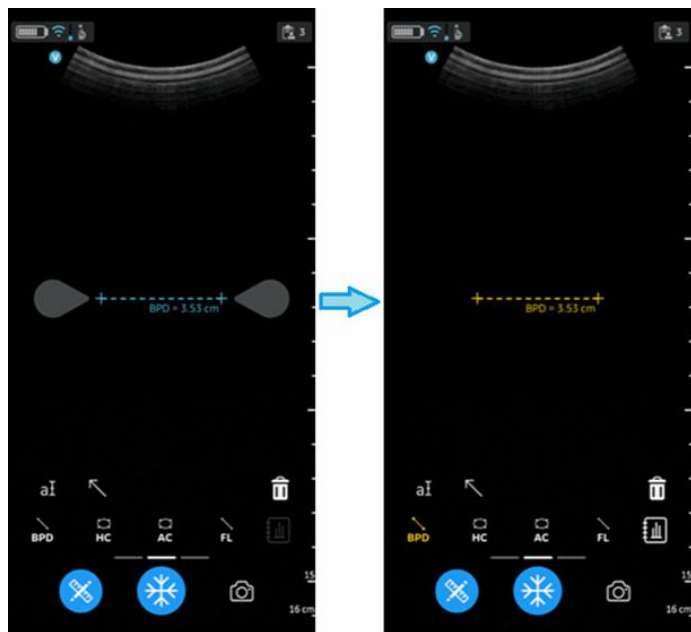 3
V
BPD = 3.53 cm
aI
BPD HC AC FL
15
16 cm
3
V
BPD = 3.53 cm
aI
BPD HC AC FL
15
16 cm